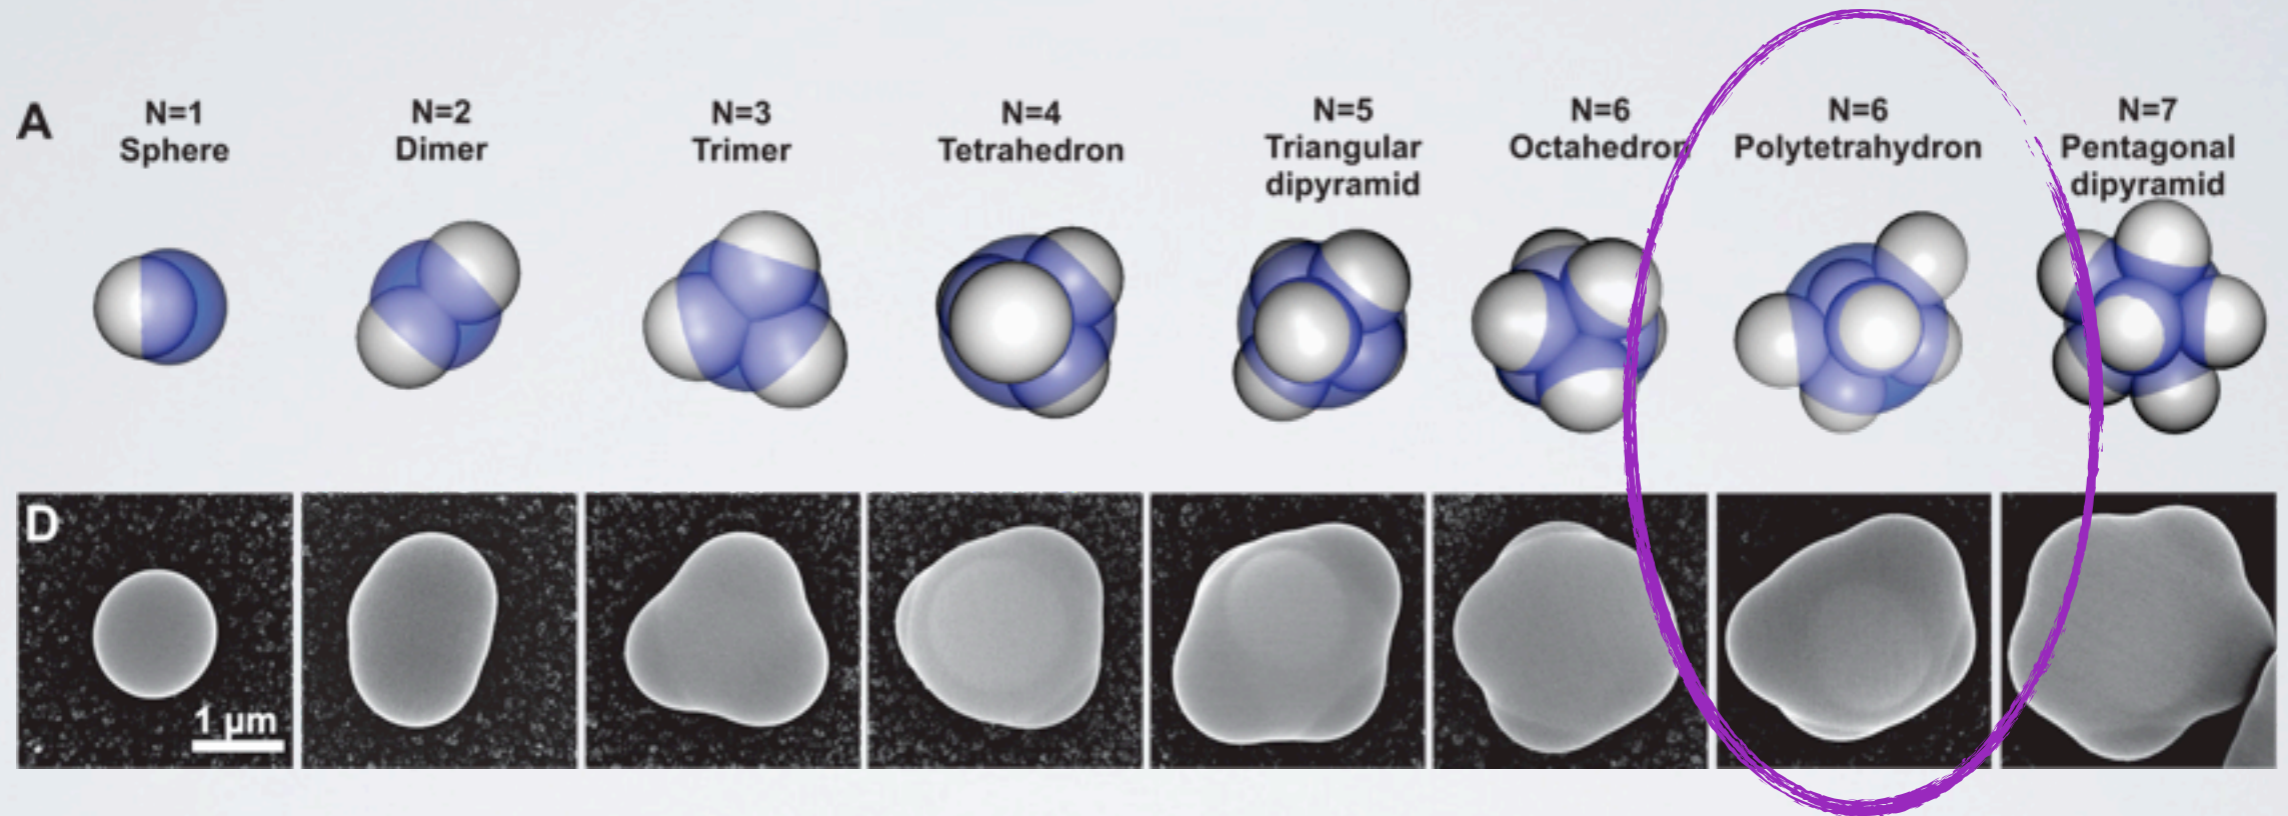 A
N=1
Sphere
N=2
Dimer
N=3
Trimer
N=4
Tetrahedron
N=5
Triangular
dipyramid
N=6
Octahedron
N=6
Polytetrahydron
N=7
Pentagonal
dipyramid
D
1 μm